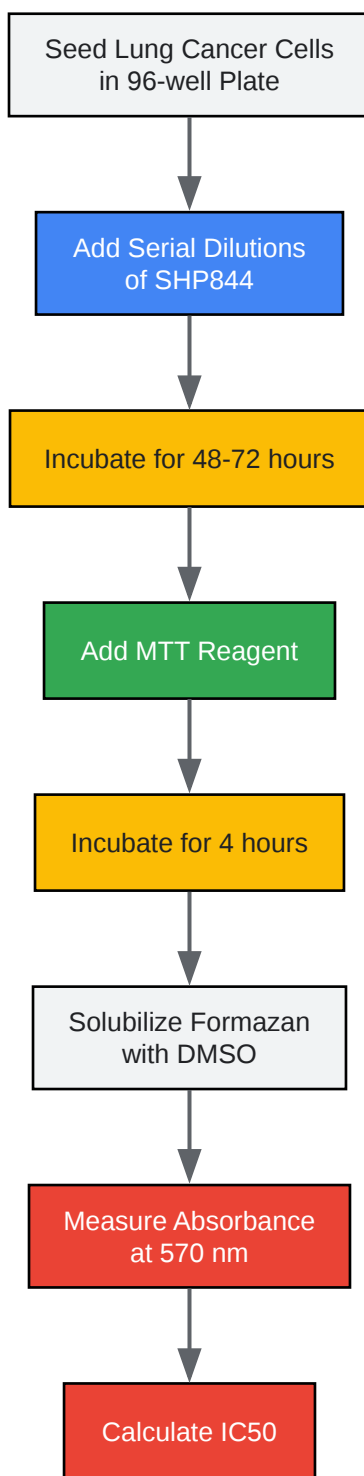 Seed Lung Cancer Cells
in 96-well Plate
Add Serial Dilutions
of SHP844
Incubate for 48-72 hours
Add MTT Reagent
Incubate for 4 hours
Solubilize Formazan
with DMSO
Measure Absorbance
at 570 nm
Calculate IC50